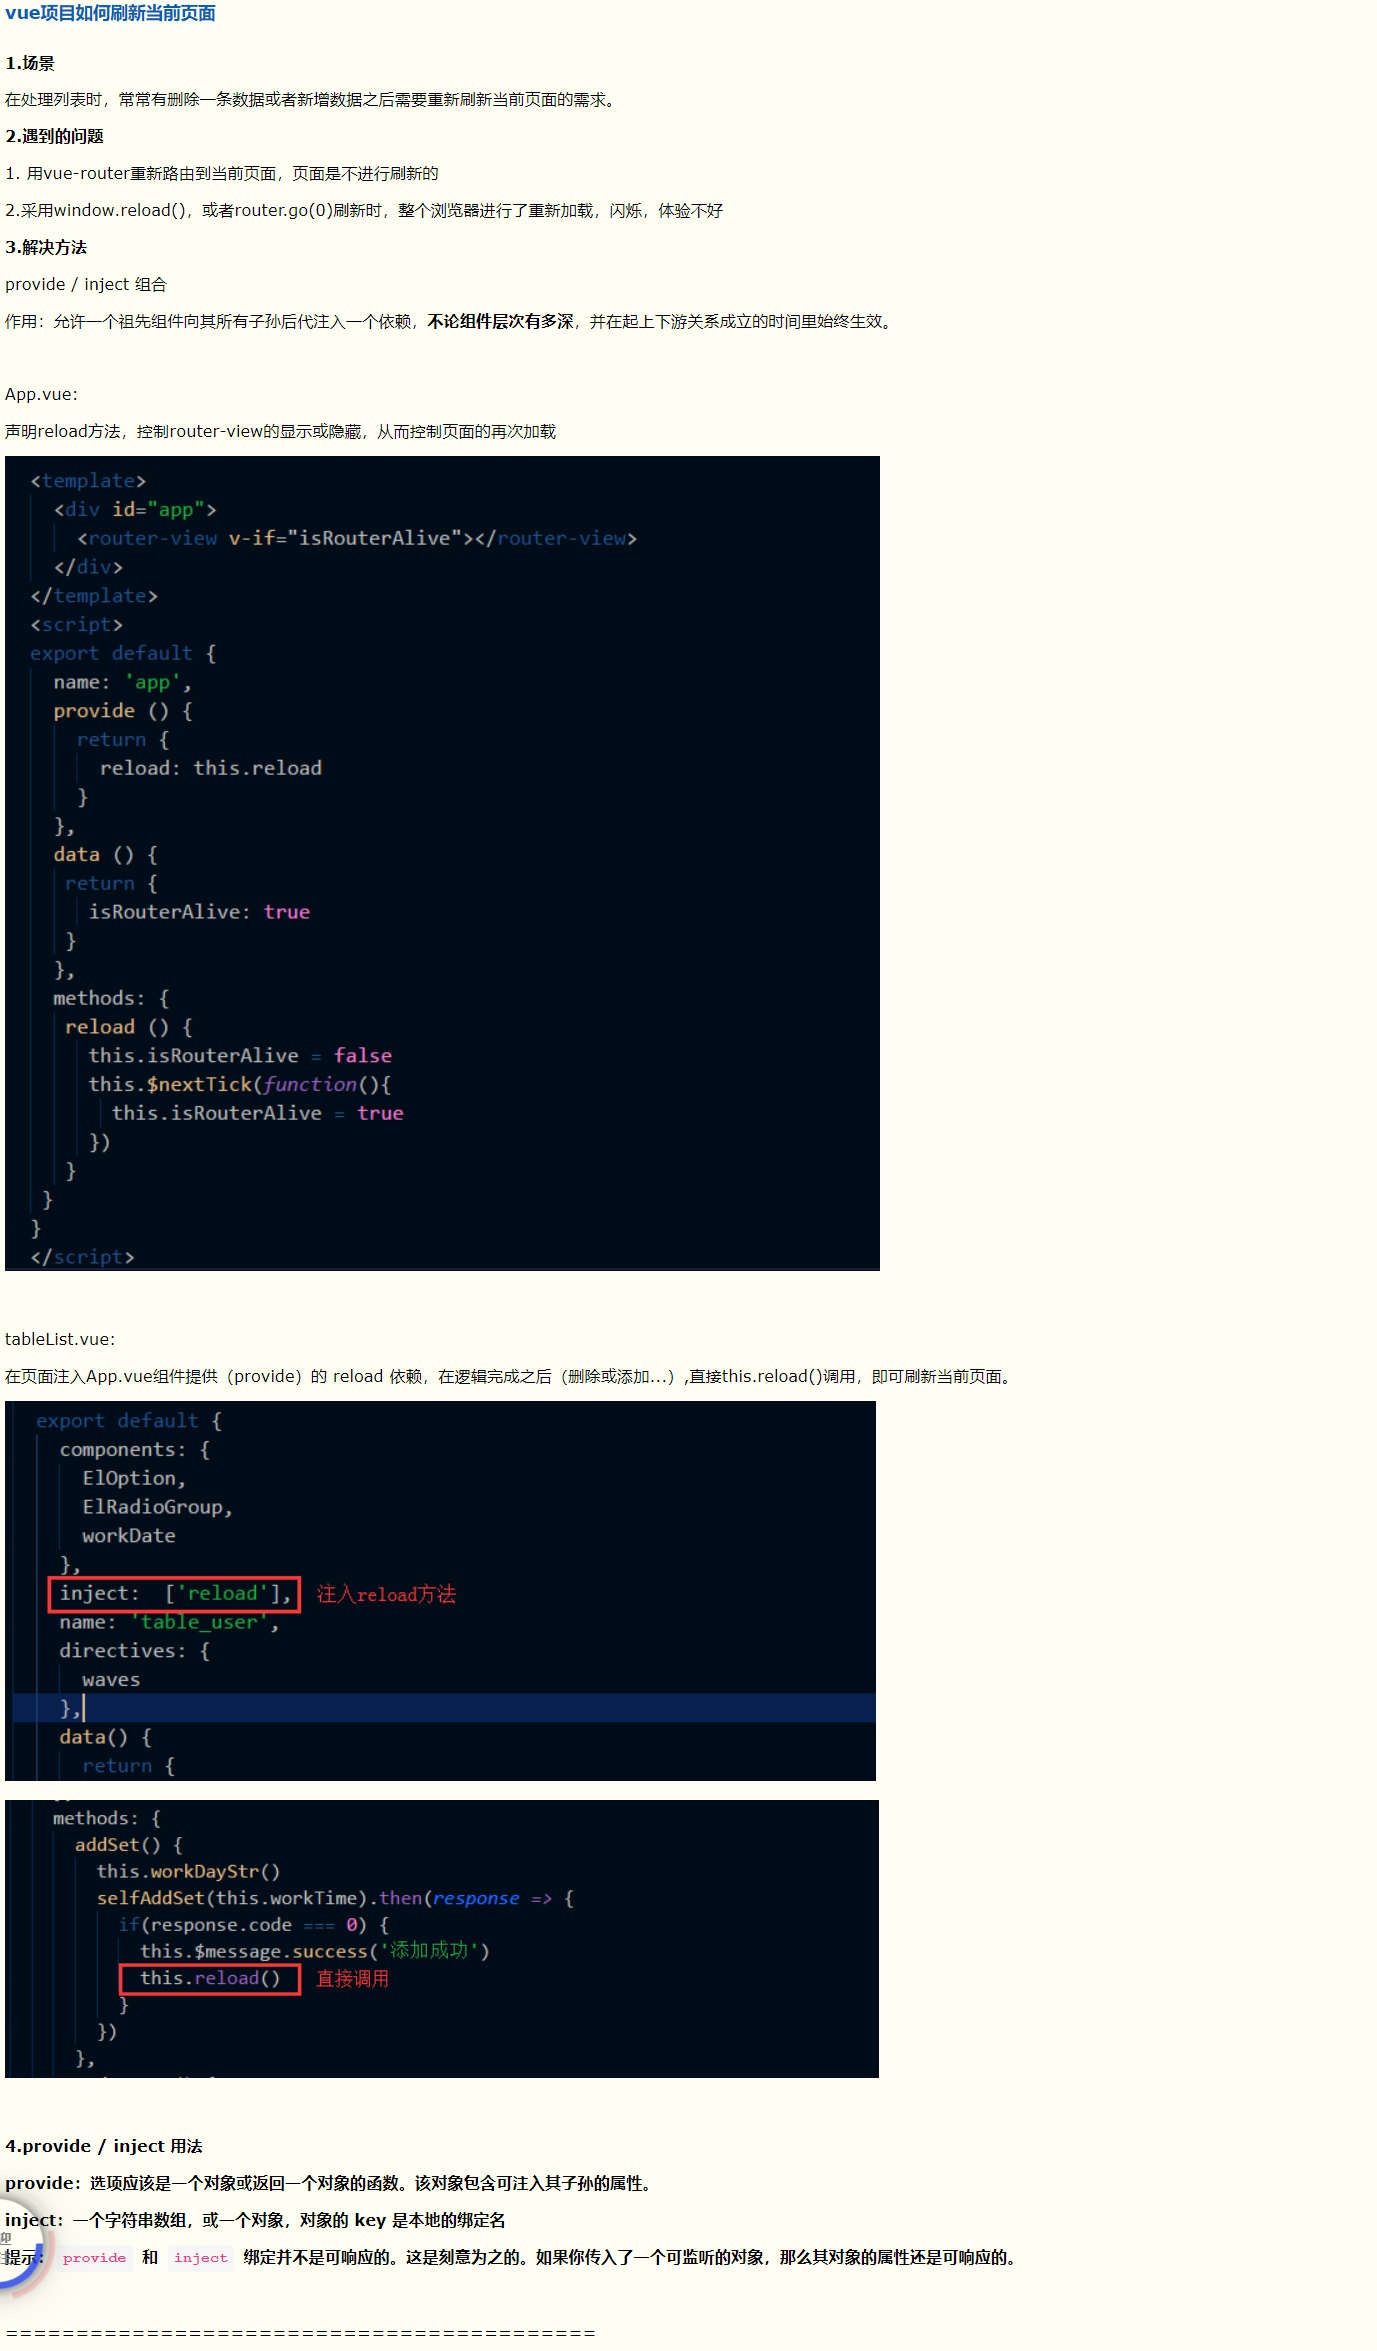 vue项目如何刷新当前页面
1.场景
在处理列表时，常常有删除一条数据或者新增数据之后需要重新刷新当前页面的需求。
2.遇到的问题
1. 用vue-router重新路由到当前页面，页面是不进行刷新的
2.采用window.reload()，或者router.go(0)刷新时，整个浏览器进行了重新加载，闪烁，体验不好
3.解决方法
provide / inject 组合
作用：允许一个祖先组件向其所有子孙后代注入一个依赖，不论组件层次有多深，并在起上下游关系成立的时间里始终生效。
App.vue:
声明reload方法，控制router-view的显示或隐藏，从而控制页面的再次加载
<template>
<div id="app">
<router-view v-if="isRouterAlive"></router-view>
</div>
</template>
<script>
export default {
name: 'app',
provide () {
return {
reload: this.reload
}
},
data () {
return {
isRouterAlive: true
}
},
methods: {
reload () {
this.isRouterAlive = false
this.$nextTick(function(){
this.isRouterAlive = true
})
}
}
}
</script>
tableList.vue:
在页面注入App.vue组件提供（provide）的 reload 依赖，在逻辑完成之后（删除或添加...）,直接this.reload()调用，即可刷新当前页面。
export default {
components: {
ElOption,
ElRadioGroup,
workDate
},
inject: ['reload'], 注入reload方法
name: 'table_user',
directives: {
waves
},
data() {
return {
methods: {
addSet() {
this.workDayStr()
selfAddSet(this.workTime).then(response => {
if(response.code === 0) {
this.$message.success('添加成功')
this.reload() 直接调用
}
})
},
4.provide / inject 用法
provide：选项应该是一个对象或返回一个对象的函数。该对象包含可注入其子孙的属性。
inject：一个字符串数组，或一个对象，对象的 key 是本地的绑定名
提示：provide 和 inject 绑定并不是可响应的。这是刻意为之的。如果你传入了一个可监听的对象，那么其对象的属性还是可响应的。
==========================================